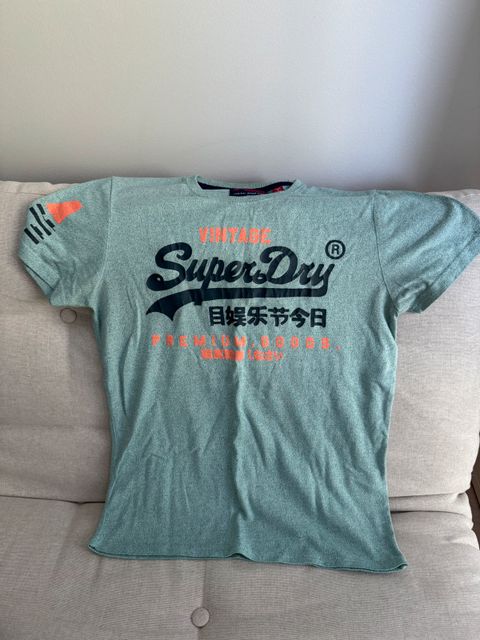 VINTAGE
SuperDry ®
目娱乐节今日
PREMIUM.GOODS.